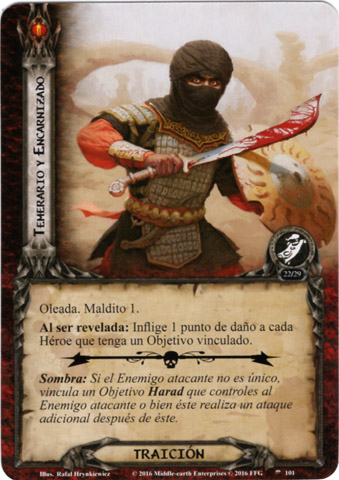 TEMERARIO Y ENCARNIZADO
22/29
Oleada. Maldito 1.
Al ser revelada: Inflige 1 punto de daño a cada
Héroe que tenga un Objetivo vinculado.
Sombra: Si el Enemigo atacante no es único,
vincula un Objetivo Harad que controles al
Enemigo atacante o bien éste realiza un ataque
adicional después de éste.
TRAICIÓN
Illus. Rafał Hrynkiewicz
© 2016 Middle-earth Enterprises © 2016 FFG
101